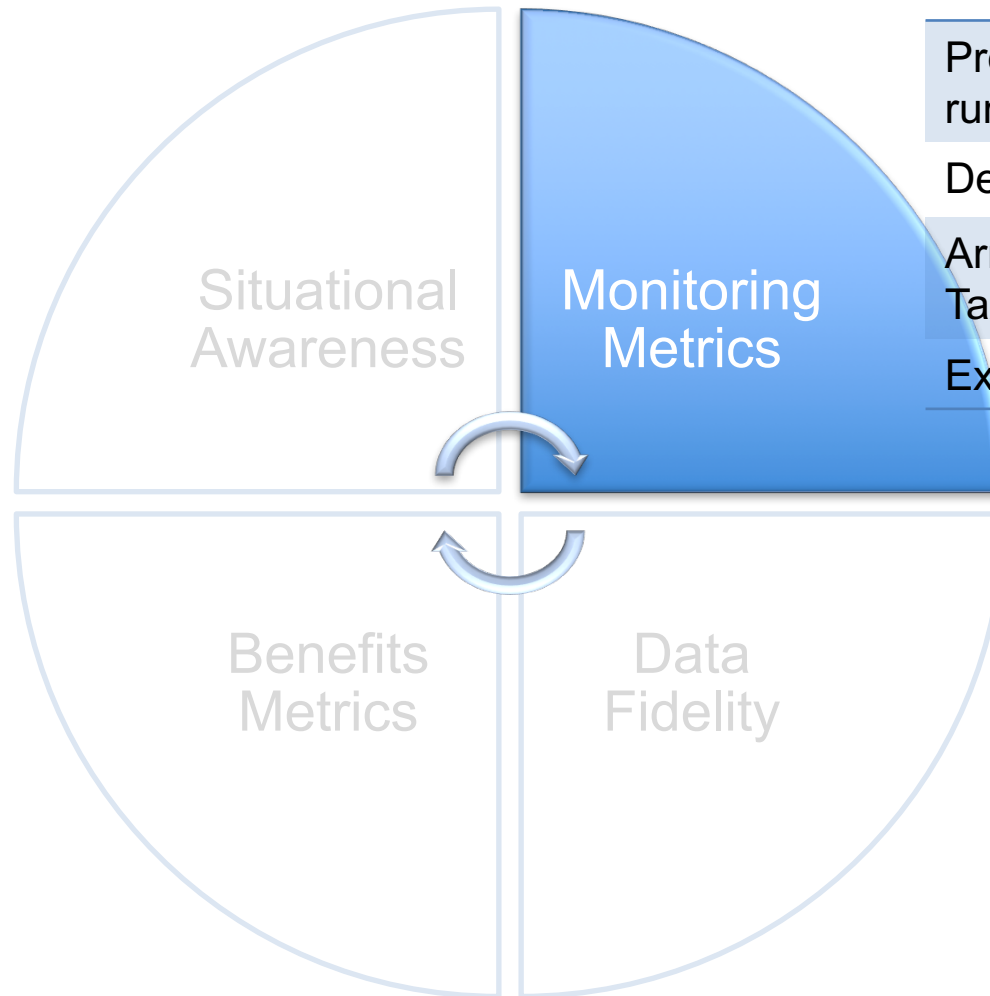 Situational
Awareness
Monitoring
Metrics
Benefits
Metrics
Data
Fidelity